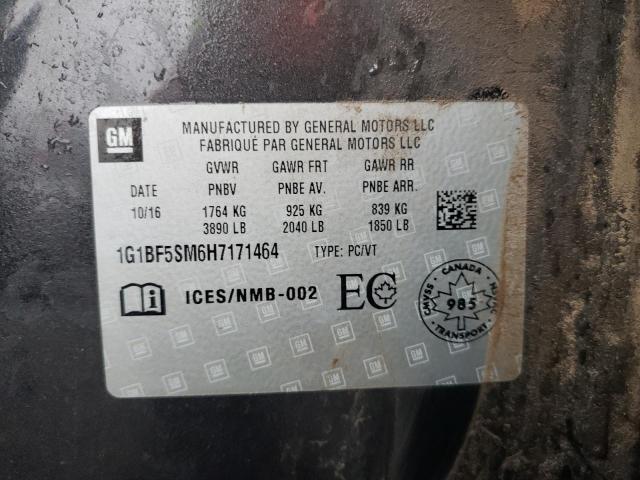 GM
MANUFACTURED BY GENERAL MOTORS LLC
FABRIQUÉ PAR GENERAL MOTORS LLC
GVWR GAWR FRT GAWR RR
DATE PNBV PNBE AV. PNBE ARR.
10/16 1764 KG 925 KG 839 KG
3890 LB 2040 LB 1850 LB
1G1BF5SM6H7171464 TYPE: PC/VT
i ICES/NMB-002 EC
CANADA
CMVSS NSVAC
985
TRANSPORT